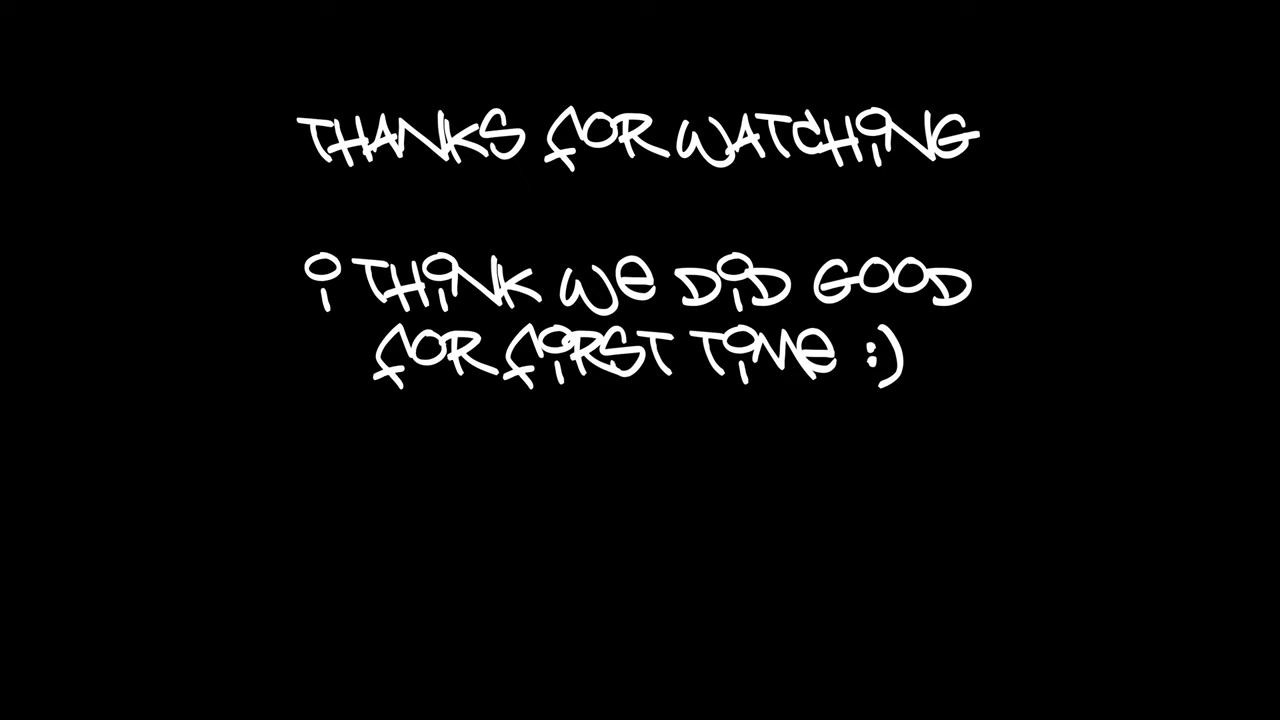 THANKS FOR WATCHING
i THiNK We DiD GOOD
FOR FiRST TiMe :)